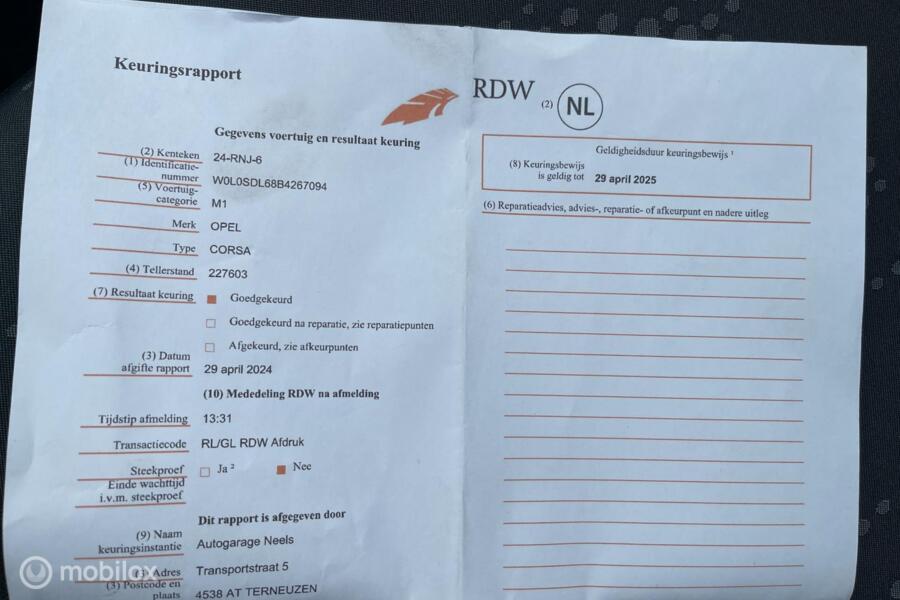 Keuringsrapport
RDW (2) NL
Gegevens voertuig en resultaat keuring
(2) Kenteken 24-RNJ-6
(1) Identificatie-
nummer W0L0SDL68B4267094
(5) Voertuig-
categorie M1
Merk OPEL
Type CORSA
(4) Tellerstand 227603
(7) Resultaat keuring Goedgekeurd
Goedgekeurd na reparatie, zie reparatiepunten
Afgekeurd, zie afkeurpunten
(3) Datum
afgifte rapport 29 april 2024
(10) Mededeling RDW na afmelding
Tijdstip afmelding 13:31
Transactiecode RL/GL RDW Afdruk
Steekproef Ja ² Nee
Einde wachttijd
i.v.m. steekproef
Dit rapport is afgegeven door
(9) Naam
keuringsinstantie Autogarage Neels
Adres Transportstraat 5
(3) Postcode en
plaats 4538 AT TERNEUZEN
Geldigheidsduur keuringsbewijs ¹
(8) Keuringsbewijs
is geldig tot 29 april 2025
(6) Reparatieadvies, advies-, reparatie- of afkeurpunt en nadere uitleg
mobilox